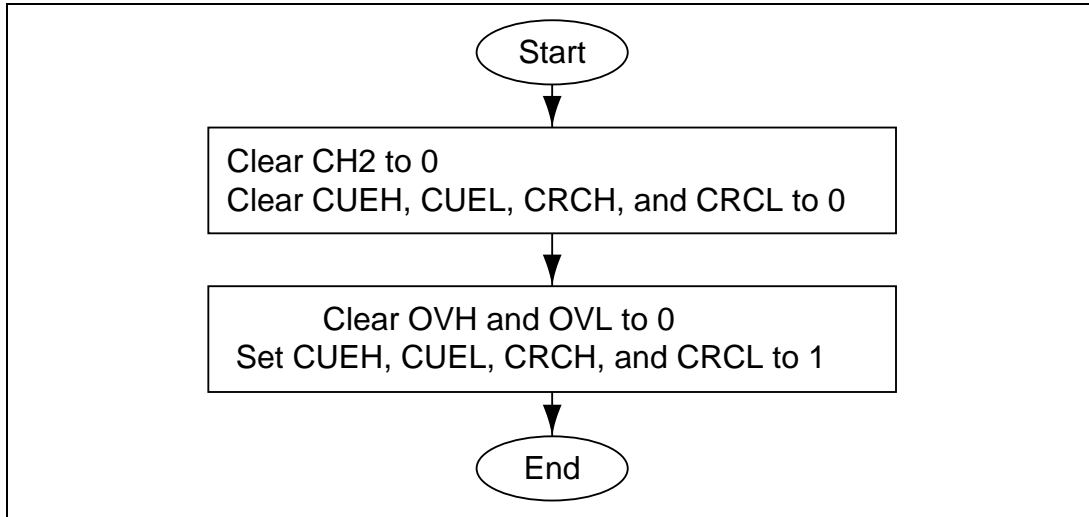 Start
Clear CH2 to 0
Clear CUEH, CUEL, CRCH, and CRCL to 0
Clear OVH and OVL to 0
Set CUEH, CUEL, CRCH, and CRCL to 1
End